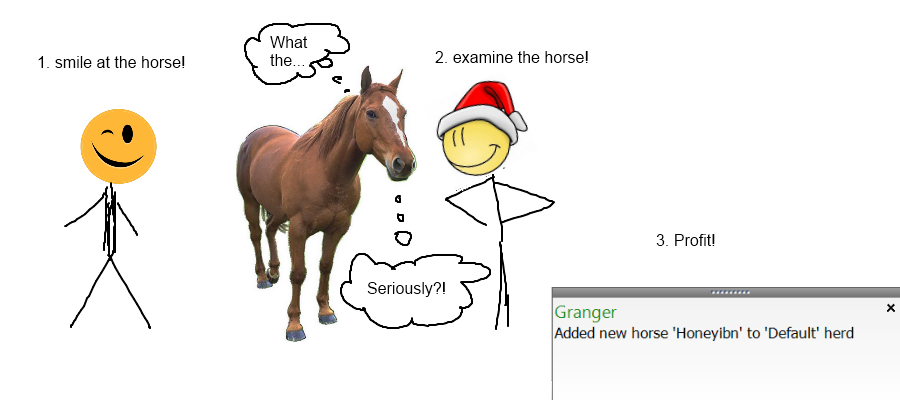 1. smile at the horse!
What
the...
2. examine the horse!
Seriously?!
3. Profit!
Granger
Added new horse 'Honeyibn' to 'Default' herd